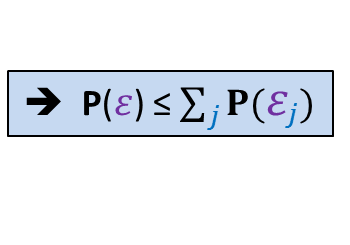 ➔ P(ℰ) ≤ ∑ⱼ P(ℰⱼ)